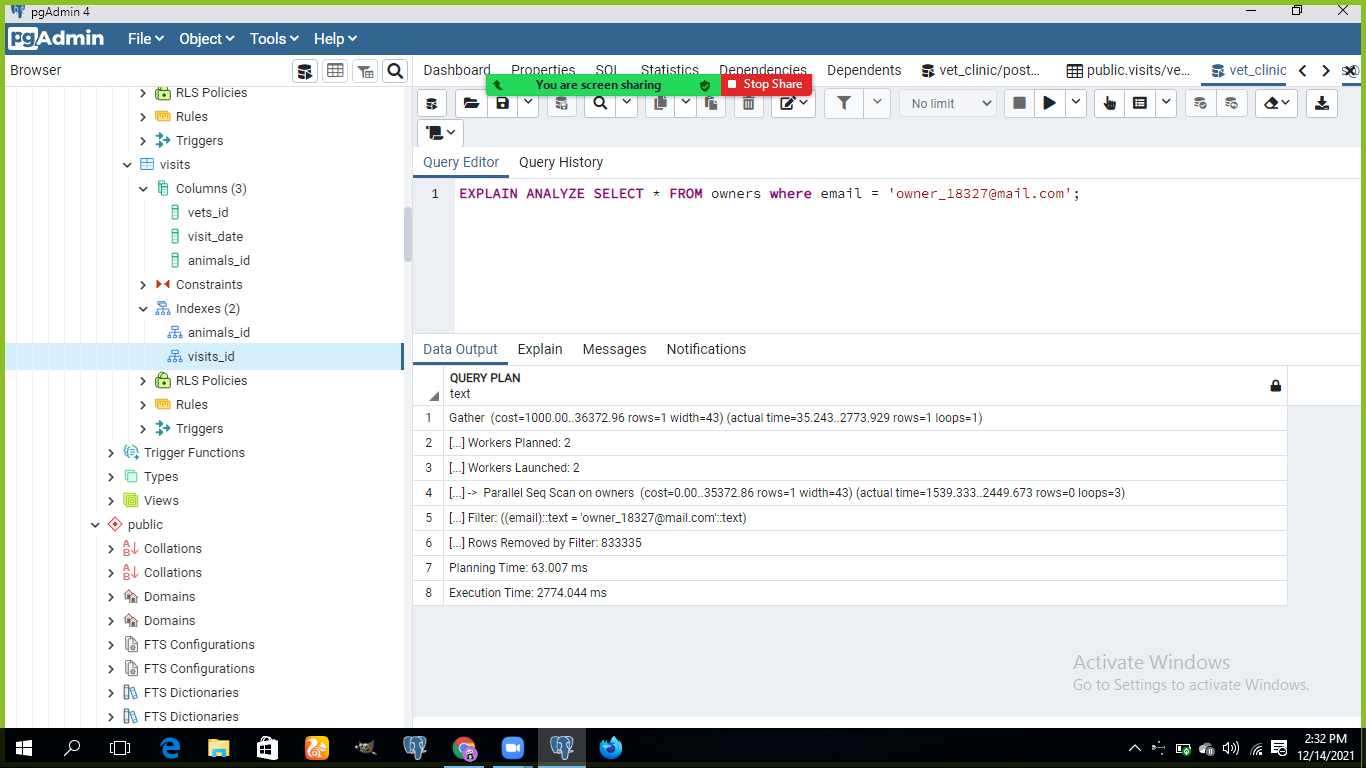 pgAdmin 4
pgAdmin File Object Tools Help
Browser
Dashboard Properties SQL Statistics Dependencies Dependents vet_clinic/post... public.visits/ve... vet_clinic
You are screen sharing Stop Share
No limit
Query Editor Query History
1 EXPLAIN ANALYZE SELECT * FROM owners where email = 'owner_18327@mail.com';
RLS Policies
Rules
Triggers
visits
Columns (3)
vets_id
visit_date
animals_id
Constraints
Indexes (2)
animals_id
visits_id
RLS Policies
Rules
Triggers
Trigger Functions
Types
Views
public
Collations
Collations
Domains
Domains
FTS Configurations
FTS Configurations
FTS Dictionaries
FTS Dictionaries
Data Output Explain Messages Notifications
QUERY PLAN
text
1 Gather (cost=1000.00..36372.96 rows=1 width=43) (actual time=35.243..2773.929 rows=1 loops=1)
2 [...] Workers Planned: 2
3 [...] Workers Launched: 2
4 [...] -> Parallel Seq Scan on owners (cost=0.00..35372.86 rows=1 width=43) (actual time=1539.333..2449.673 rows=0 loops=3)
5 [...] Filter: ((email)::text = 'owner_18327@mail.com'::text)
6 [...] Rows Removed by Filter: 833335
7 Planning Time: 63.007 ms
8 Execution Time: 2774.044 ms
Activate Windows
Go to Settings to activate Windows.
2:32 PM
12/14/2021